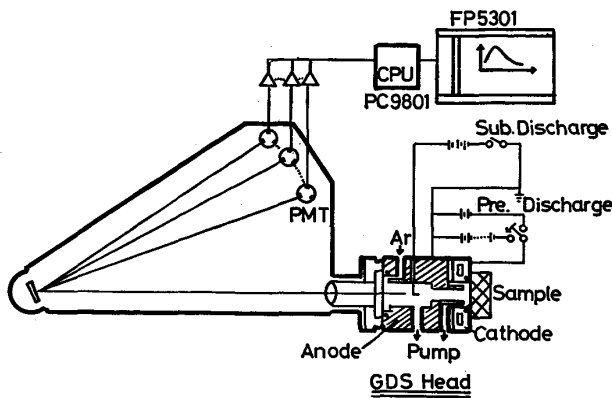 FP5301
CPU
PC9801
Sub.Discharge
Pre. Discharge
PMT
Ar
Sample
Cathode
Anode
Pump
GDS Head